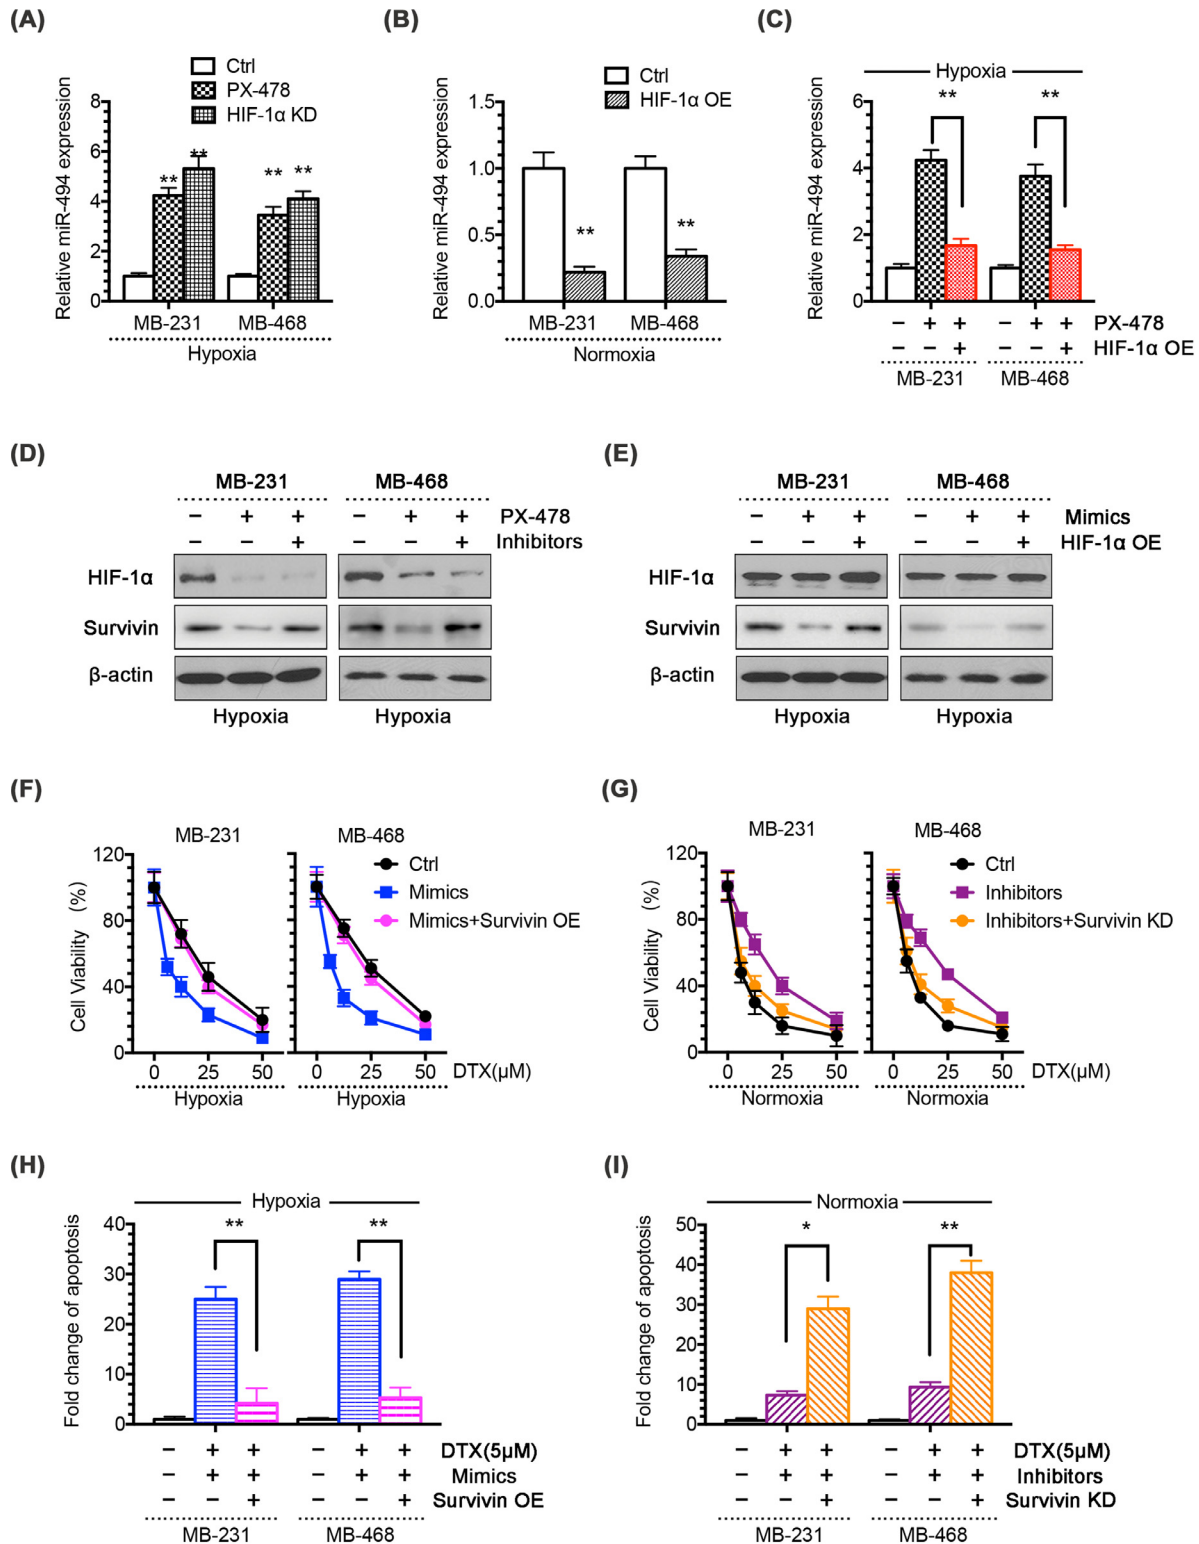 (A)
Ctrl
PX-478
HIF-1α KD
Relative miR-494 expression
8
6
4
2
0
**
**
**
**
MB-231 MB-468
Hypoxia
(B)
Ctrl
HIF-1α OE
Relative miR-494 expression
1.5
1.0
0.5
0.0
**
**
MB-231 MB-468
Normoxia
(C)
Hypoxia
Relative miR-494 expression
6
4
2
0
**
**
− + + − + + PX-478
− − + − − + HIF-1α OE
MB-231 MB-468
(D)
MB-231 MB-468
− + + − + + PX-478
− − + − − + Inhibitors
HIF-1α
Survivin
β-actin
Hypoxia Hypoxia
(E)
MB-231 MB-468
− + + − + + Mimics
− − + − − + HIF-1α OE
HIF-1α
Survivin
β-actin
Hypoxia Hypoxia
(F)
MB-231 MB-468
Ctrl
Mimics
Mimics+Survivin OE
Cell Viability (%)
120
80
40
0
0 25 50 0 25 50 DTX(μM)
Hypoxia Hypoxia
(G)
MB-231 MB-468
Ctrl
Inhibitors
Inhibitors+Survivin KD
Cell Viability (%)
120
80
40
0
0 25 50 0 25 50 DTX(μM)
Normoxia Normoxia
(H)
Hypoxia
Fold change of apoptosis
40
30
20
10
0
**
**
− + + − + + DTX(5μM)
− + + − + + Mimics
− − + − − + Survivin OE
MB-231 MB-468
(I)
Normoxia
Fold change of apoptosis
50
40
30
20
10
0
*
**
− + + − + + DTX(5μM)
− + + − + + Inhibitors
− − + − − + Survivin KD
MB-231 MB-468